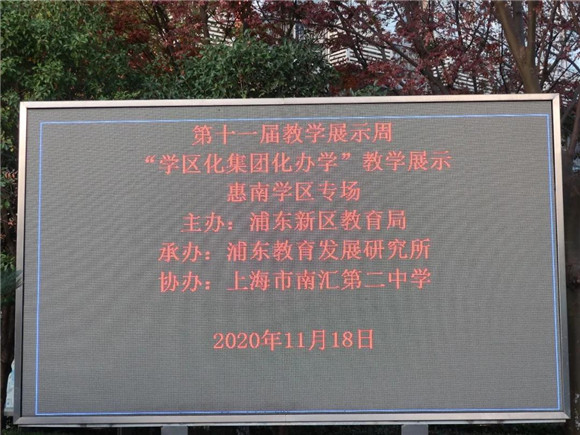 第十一届教学展示周
“学区化集团化办学”教学展示
惠南学区专场
主办：浦东新区教育局
承办：浦东教育发展研究所
协办：上海市南汇第二中学
2020年11月18日